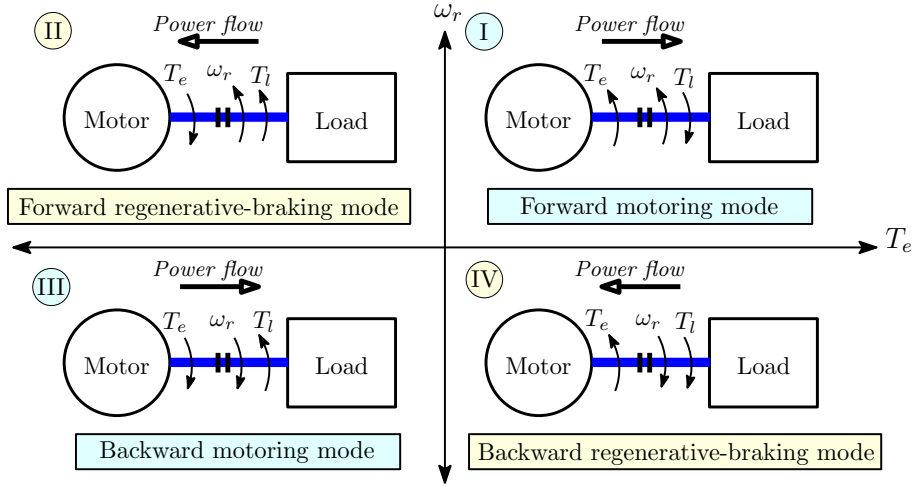 ω_r
II
Power flow
T_e ω_r T_l
Motor
Load
Forward regenerative-braking mode
I
Power flow
T_e ω_r T_l
Motor
Load
Forward motoring mode
T_e
III
Power flow
T_e ω_r T_l
Motor
Load
Backward motoring mode
IV
Power flow
T_e ω_r T_l
Motor
Load
Backward regenerative-braking mode